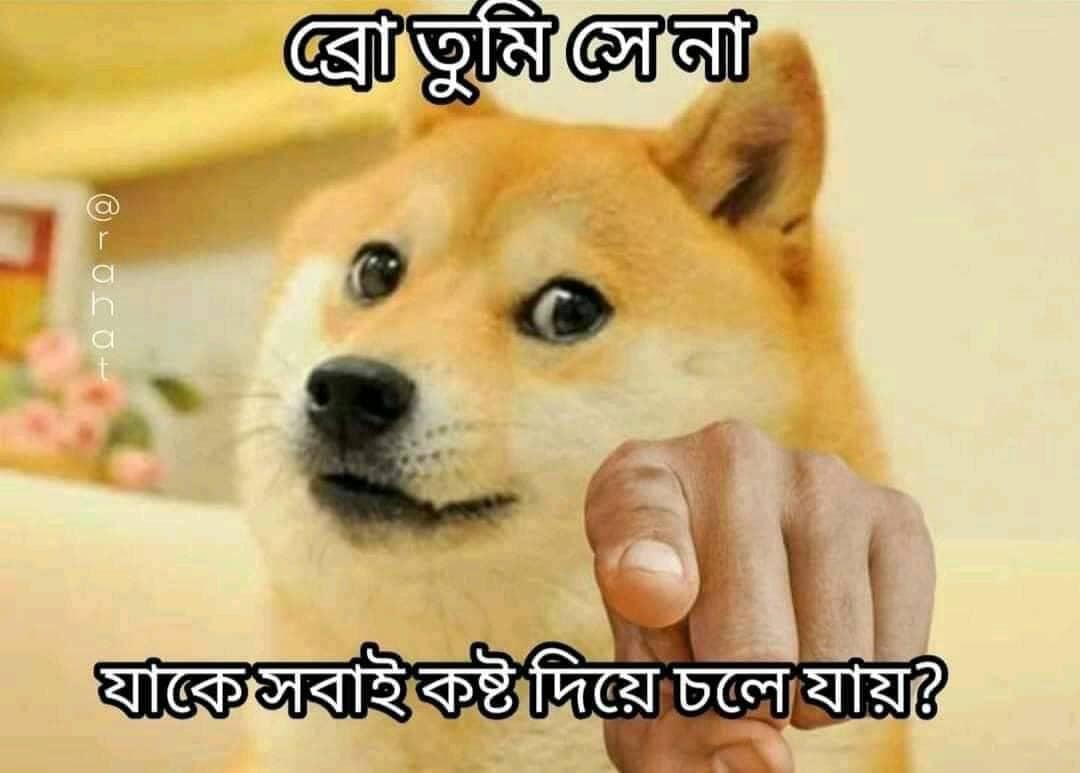 ব্রো তুমি সে না
@rahat
যাকে সবাই কষ্ট দিয়ে চলে যায়?